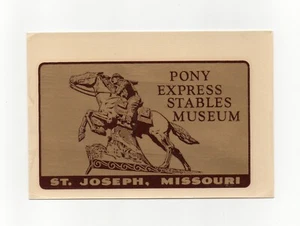 PONY
EXPRESS
STABLES
MUSEUM
ST. JOSEPH, MISSOURI